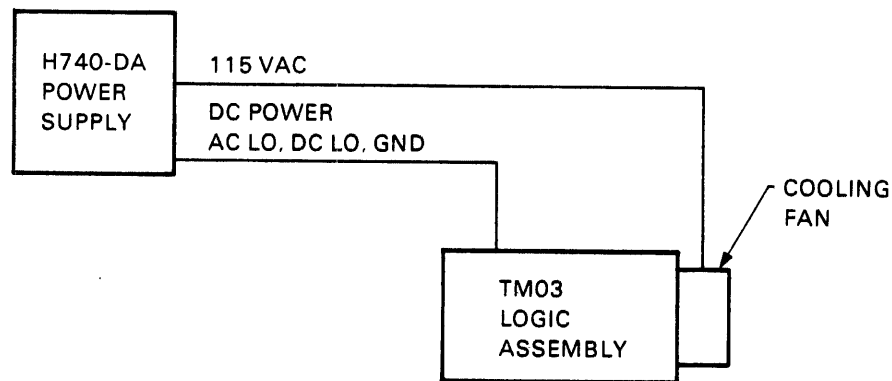 H740-DA
POWER
SUPPLY
115 VAC
DC POWER
AC LO, DC LO, GND
COOLING
FAN
TM03
LOGIC
ASSEMBLY